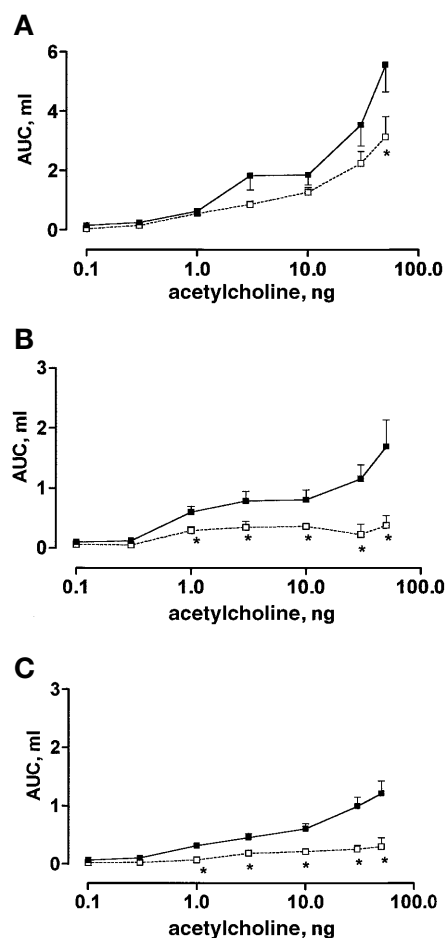 A
AUC, ml
6
4
2
0
*
0.1 1.0 10.0 100.0
acetylcholine, ng
B
AUC, ml
3
2
1
0
* * * * *
0.1 1.0 10.0 100.0
acetylcholine, ng
C
AUC, ml
3
2
1
0
* * * * *
0.1 1.0 10.0 100.0
acetylcholine, ng